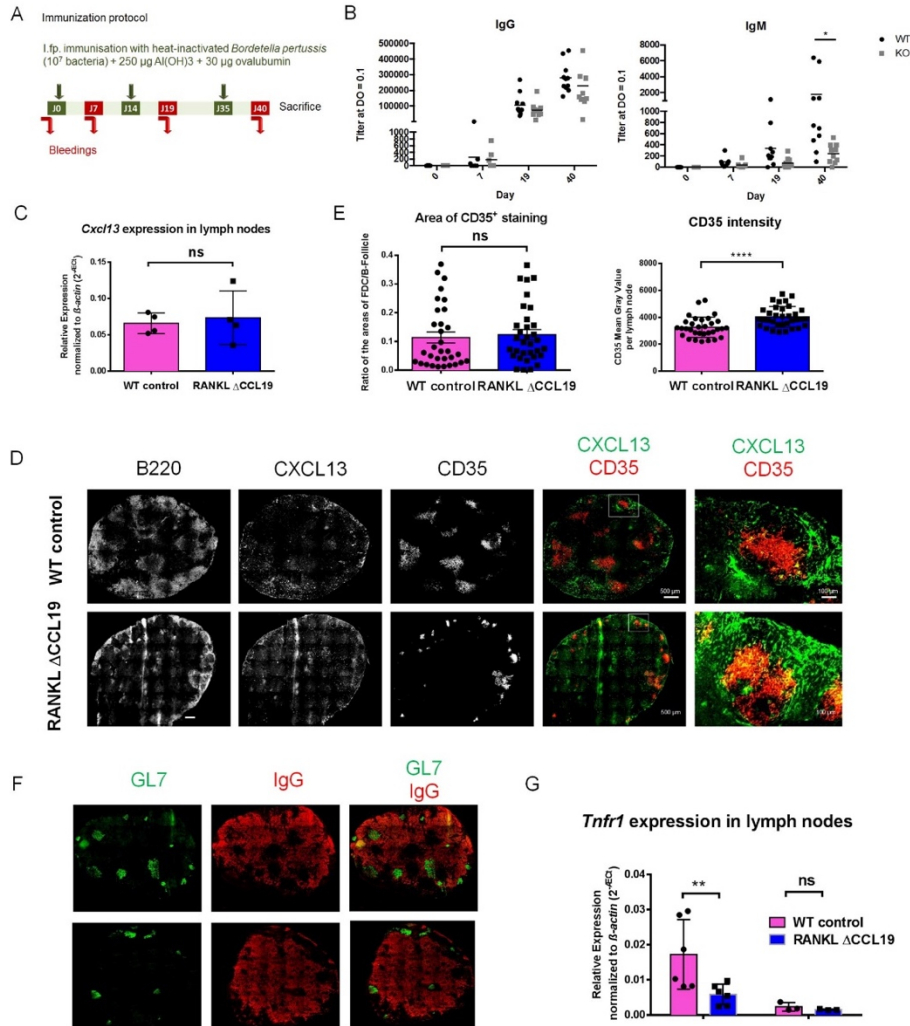 A
Immunization protocol
I.fp. immunisation with heat-inactivated Bordetella pertussis
(10⁷ bacteria) + 250 µg Al(OH)3 + 30 µg ovalubumin
J0 J7 J14 J19 J35 J40 Sacrifice
Bleedings
B
IgG
Titer at DO = 0.1
500000
400000
300000
200000
100000
1000
800
600
400
200
0
0 7 19 40
Day
IgM
Titer at DO = 0.1
8000
6000
4000
2000
1000
800
600
400
200
0
*
0 7 19 40
Day
WT
KO
C
Cxcl13 expression in lymph nodes
Relative Expression
normalized to ß-actin
0.15
0.10
0.05
0.00
ns
WT control RANKL ΔCCL19
E
Area of CD35⁺ staining
Ratio of the areas of FDC/B-Follicle
0.4
0.3
0.2
0.1
0.0
ns
WT control RANKL ΔCCL19
CD35 intensity
CD35 Mean Gray Value
per lymph node
8000
6000
4000
2000
0
****
WT control RANKL ΔCCL19
D
B220 CXCL13 CD35 CXCL13 CXCL13
CD35 CD35
WT control
500 µm 100 µm
RANKL ΔCCL19
500 µm 100 µm
F
GL7 IgG GL7
IgG
G
Tnfr1 expression in lymph nodes
Relative Expression
normalized to ß-actin
0.04
0.03
0.02
0.01
0.00
**
ns
WT control
RANKL ΔCCL19